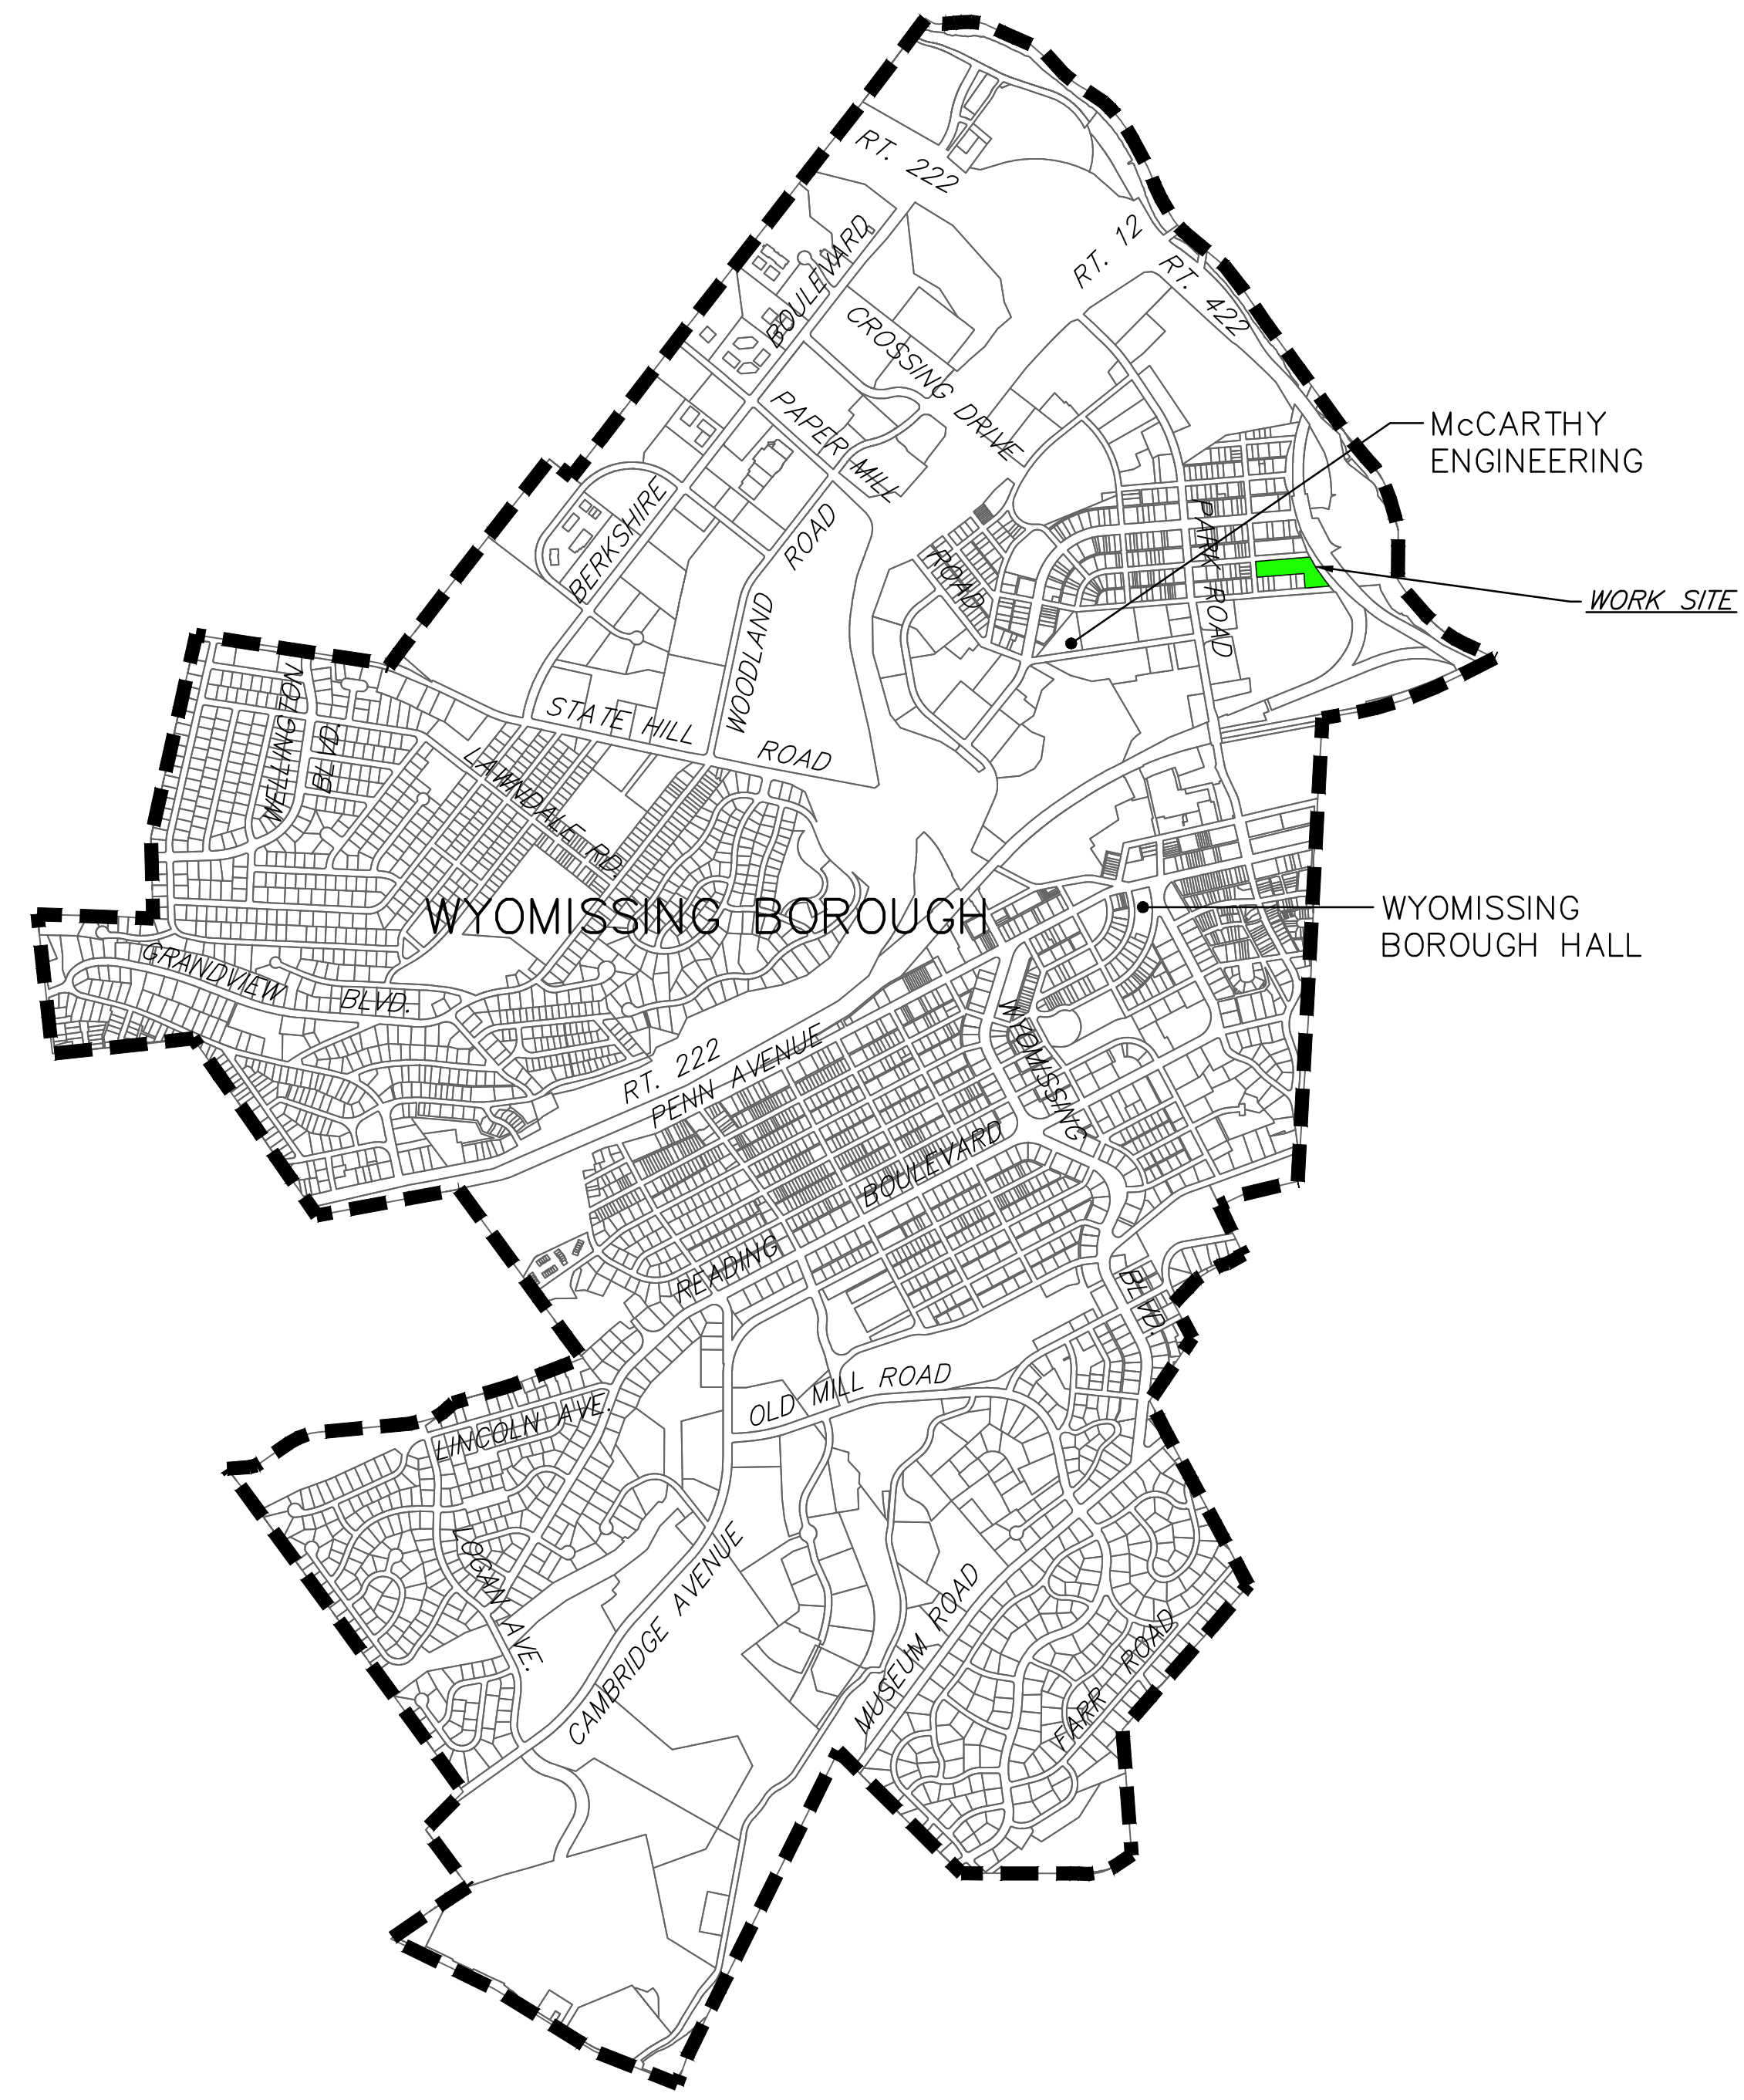 RT. 222
RT. 12
RT. 422
BOULEVARD
CROSSING DRIVE
PAPER MILL
ROAD
BERKSHIRE
ROAD
WOODLAND
PARK ROAD
McCARTHY
ENGINEERING
WORK SITE
STATE HILL
ROAD
WELLINGTON
BLVD.
LAWNDALE RD.
WYOMISSING BOROUGH
WYOMISSING
BOROUGH HALL
GRANDVIEW
BLVD.
RT. 222
PENN AVENUE
WYOMISSING
BLVD.
READING
BOULEVARD
OLD MILL ROAD
LINCOLN AVE.
LOGAN AVE.
CAMBRIDGE AVENUE
MUSEUM ROAD
FARR ROAD